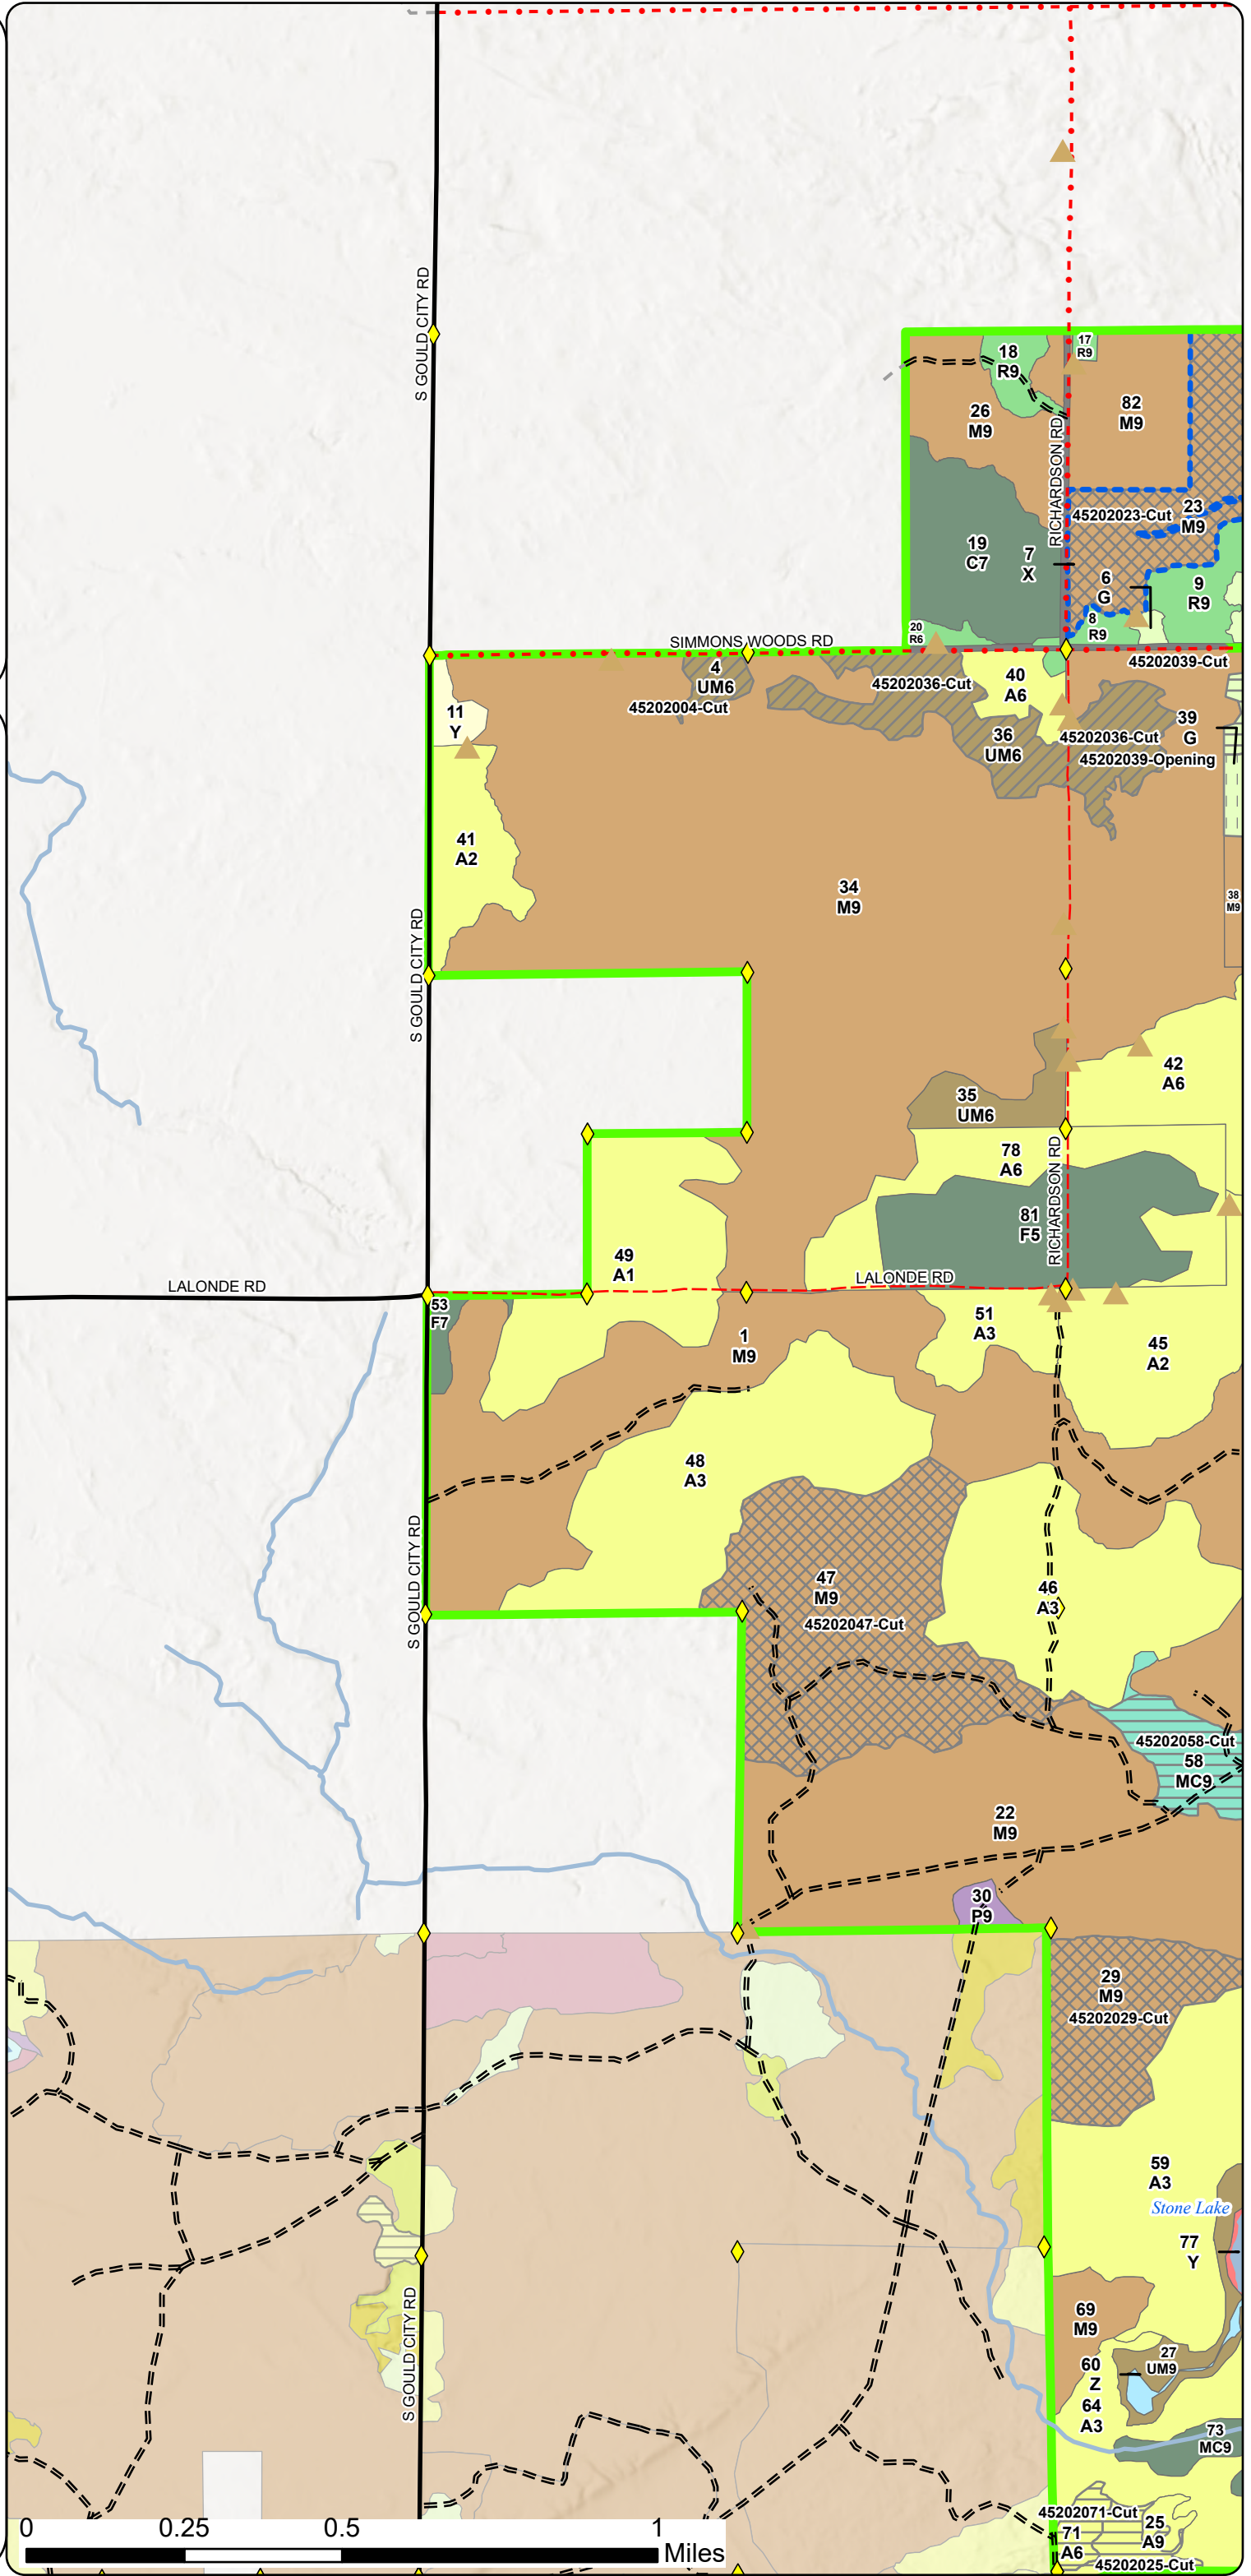 S GOULD CITY RD
18
R9
17
R9
26
M9
82
M9
RICHARDSON RD
45202023-Cut
23
M9
19
C7
7
X
6
G
9
R9
8
R9
20
R6
SIMMONS WOODS RD
45202039-Cut
4
UM6
45202004-Cut
45202036-Cut
40
A6
11
Y
36
UM6
45202036-Cut
39
G
45202039-Opening
41
A2
34
M9
38
M9
S GOULD CITY RD
42
A6
35
UM6
78
A6
RICHARDSON RD
81
F5
49
A1
LALONDE RD
LALONDE RD
53
F7
1
M9
51
A3
45
A2
48
A3
S GOULD CITY RD
47
M9
45202047-Cut
46
A3
45202058-Cut
58
MC9
22
M9
30
P9
29
M9
45202029-Cut
59
A3
Stone Lake
77
Y
S GOULD CITY RD
69
M9
27
UM9
60
Z
64
A3
73
MC9
45202071-Cut
71
A6
25
A9
45202025-Cut
0 0.25 0.5 1
Miles